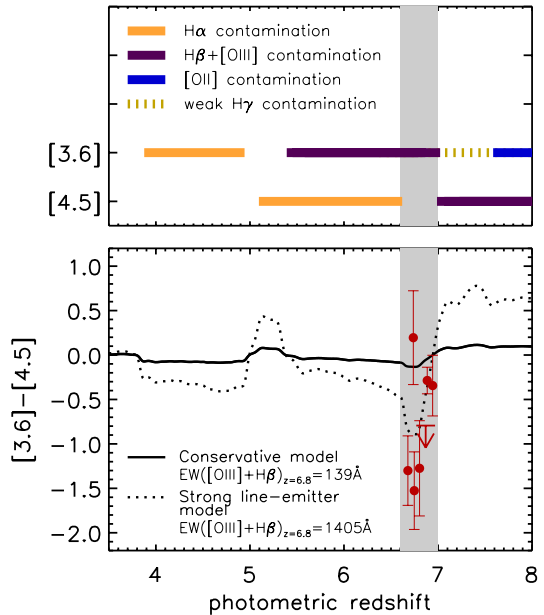 Hα contamination
Hβ+[OIII] contamination
[OII] contamination
weak Hγ contamination
[3.6]
[4.5]
1.0
0.5
0.0
−0.5
−1.0
−1.5
−2.0
[3.6]−[4.5]
Conservative model
EW([OIII]+Hβ)z=6.8=139Å
Strong line−emitter
model
EW([OIII]+Hβ)z=6.8=1405Å
4 5 6 7 8
photometric redshift